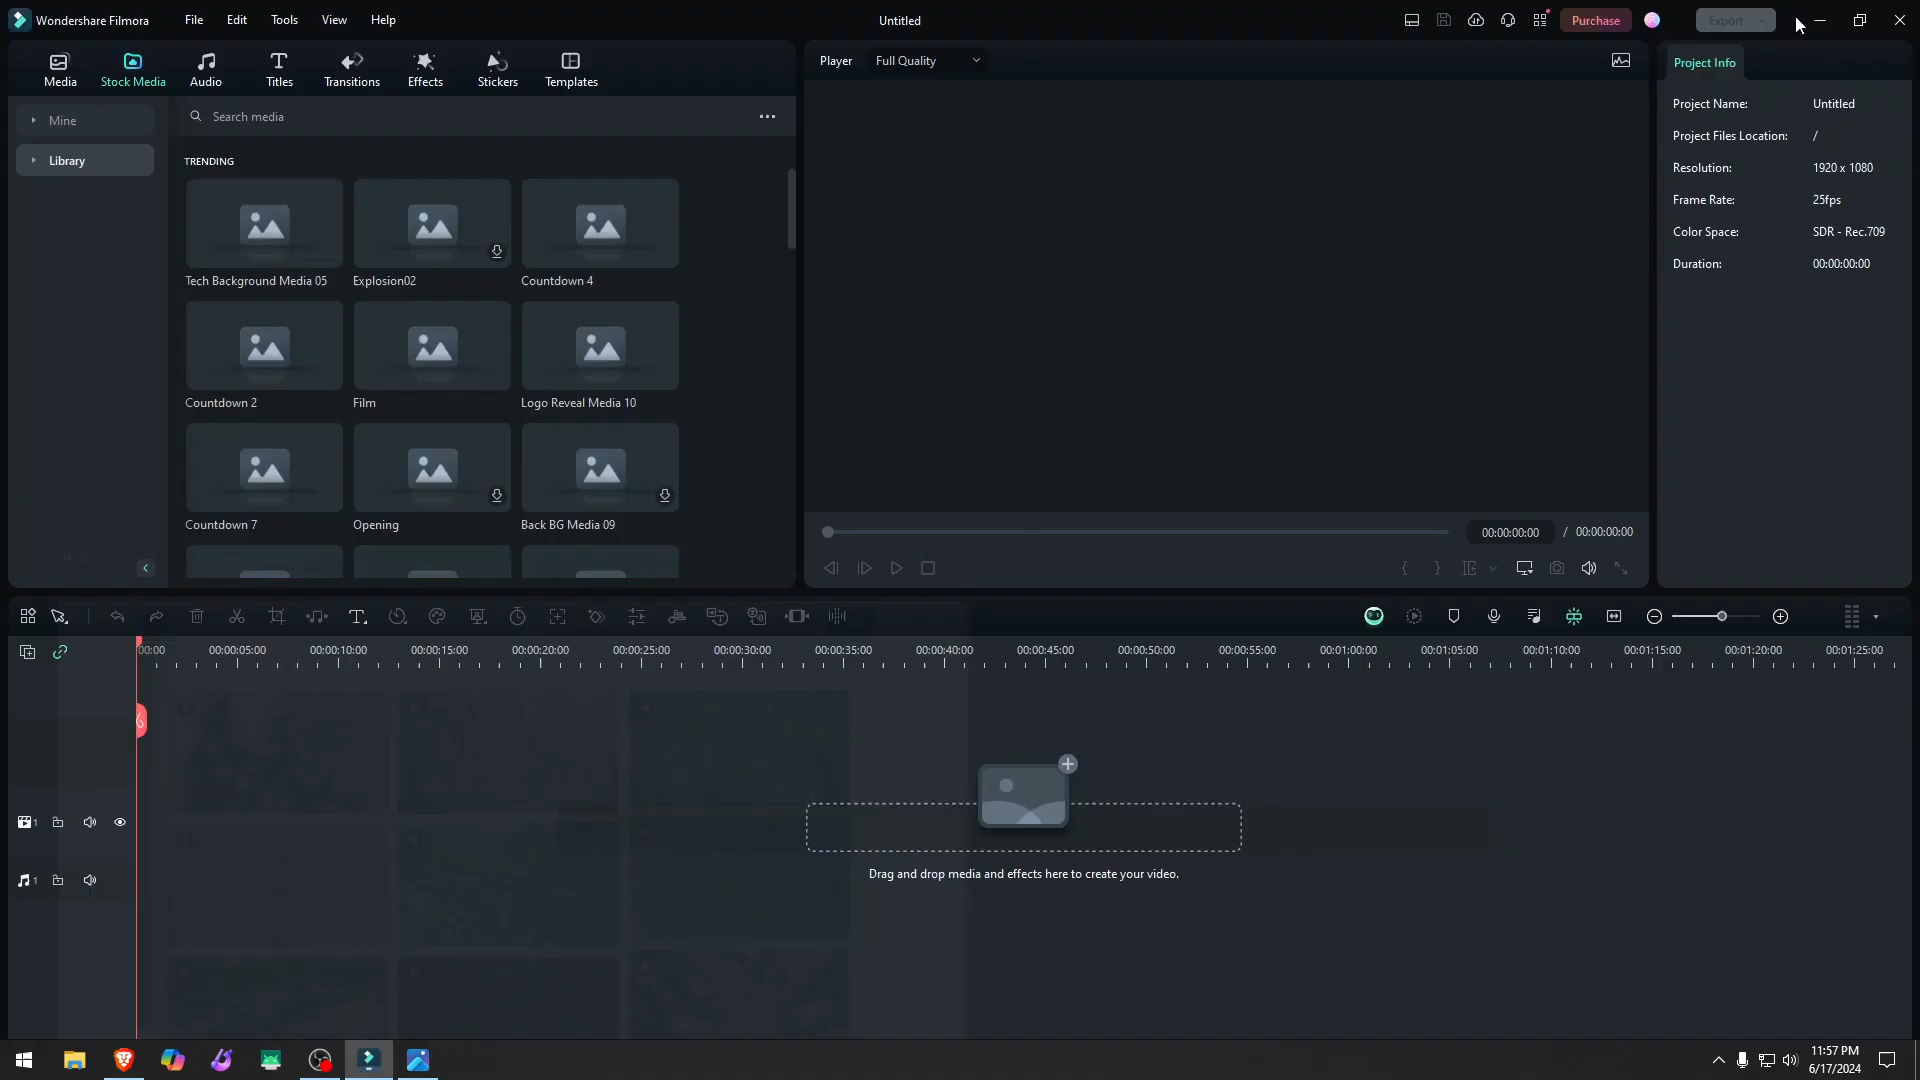 Wondershare Filmora
File
Edit
Tools
View
Help
Untitled
Purchase
Export
Media
Stock Media
Audio
Titles
Transitions
Effects
Stickers
Templates
Player
Full Quality
Project Info
Mine
Library
Search media
TRENDING
Tech Background Media 05
Explosion02
Countdown 4
Countdown 2
Film
Logo Reveal Media 10
Countdown 7
Opening
Back BG Media 09
Project Name: Untitled
Project Files Location: /
Resolution: 1920 x 1080
Frame Rate: 25fps
Color Space: SDR - Rec.709
Duration: 00:00:00:00
00:00:00:00 / 00:00:00:00
00:00 00:00:05:00 00:00:10:00 00:00:15:00 00:00:20:00 00:00:25:00 00:00:30:00 00:00:35:00 00:00:40:00 00:00:45:00 00:00:50:00 00:00:55:00 00:01:00:00 00:01:05:00 00:01:10:00 00:01:15:00 00:01:20:00 00:01:25:00
1
1
Drag and drop media and effects here to create your video.
11:57 PM
6/17/2024